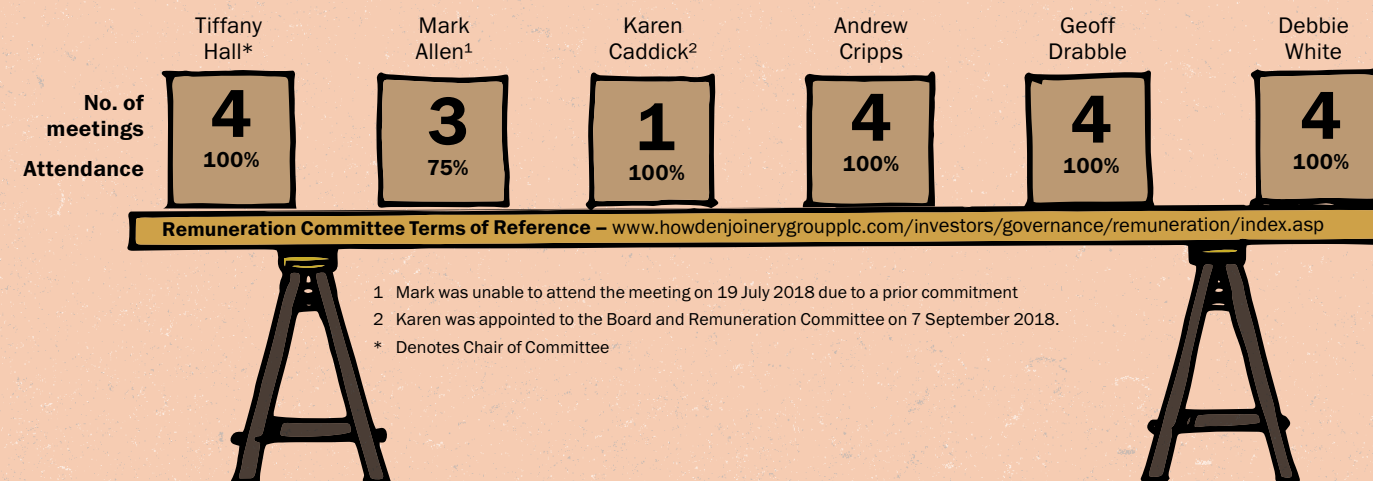 Tiffany Hall*
Mark Allen¹
Karen Caddick²
Andrew Cripps
Geoff Drabble
Debbie White
No. of meetings
4
3
1
4
4
4
Attendance
100%
75%
100%
100%
100%
100%
Remuneration Committee Terms of Reference – www.howdenjoinerygroupplc.com/investors/governance/remuneration/index.asp
1 Mark was unable to attend the meeting on 19 July 2018 due to a prior commitment
2 Karen was appointed to the Board and Remuneration Committee on 7 September 2018.
* Denotes Chair of Committee